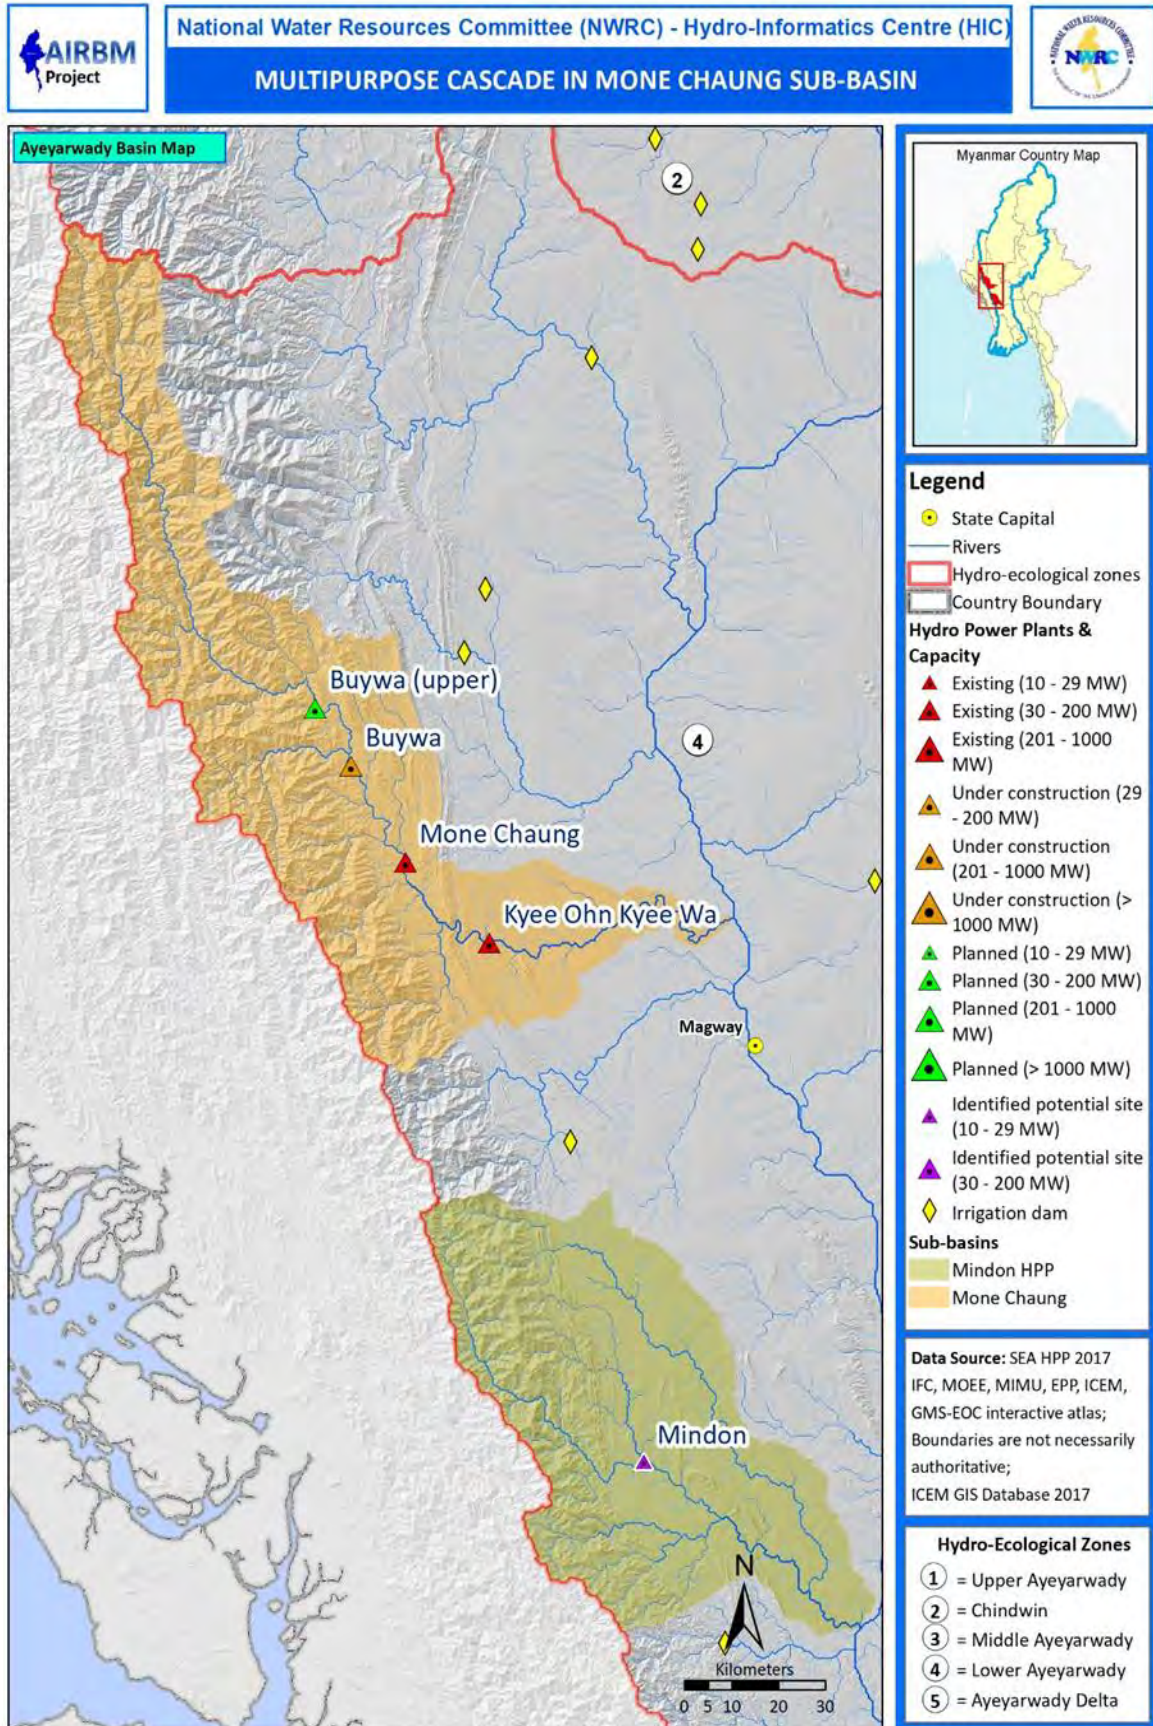 AIRBM
Project
National Water Resources Committee (NWRC) - Hydro-Informatics Centre (HIC)
MULTIPURPOSE CASCADE IN MONE CHAUNG SUB-BASIN
NWRC
Ayeyarwady Basin Map
2
Buywa (upper)
Buywa
4
Mone Chaung
Kyee Ohn Kyee Wa
Magway
Mindon
N
Kilometers
0 5 10 20 30
Myanmar Country Map
Legend
State Capital
Rivers
Hydro-ecological zones
Country Boundary
Hydro Power Plants &
Capacity
Existing (10 - 29 MW)
Existing (30 - 200 MW)
Existing (201 - 1000
MW)
Under construction (29
- 200 MW)
Under construction
(201 - 1000 MW)
Under construction (>
1000 MW)
Planned (10 - 29 MW)
Planned (30 - 200 MW)
Planned (201 - 1000
MW)
Planned (> 1000 MW)
Identified potential site
(10 - 29 MW)
Identified potential site
(30 - 200 MW)
Irrigation dam
Sub-basins
Mindon HPP
Mone Chaung
Data Source: SEA HPP 2017
IFC, MOEE, MIMU, EPP, ICEM,
GMS-EOC interactive atlas;
Boundaries are not necessarily
authoritative;
ICEM GIS Database 2017
Hydro-Ecological Zones
1 = Upper Ayeyarwady
2 = Chindwin
3 = Middle Ayeyarwady
4 = Lower Ayeyarwady
5 = Ayeyarwady Delta